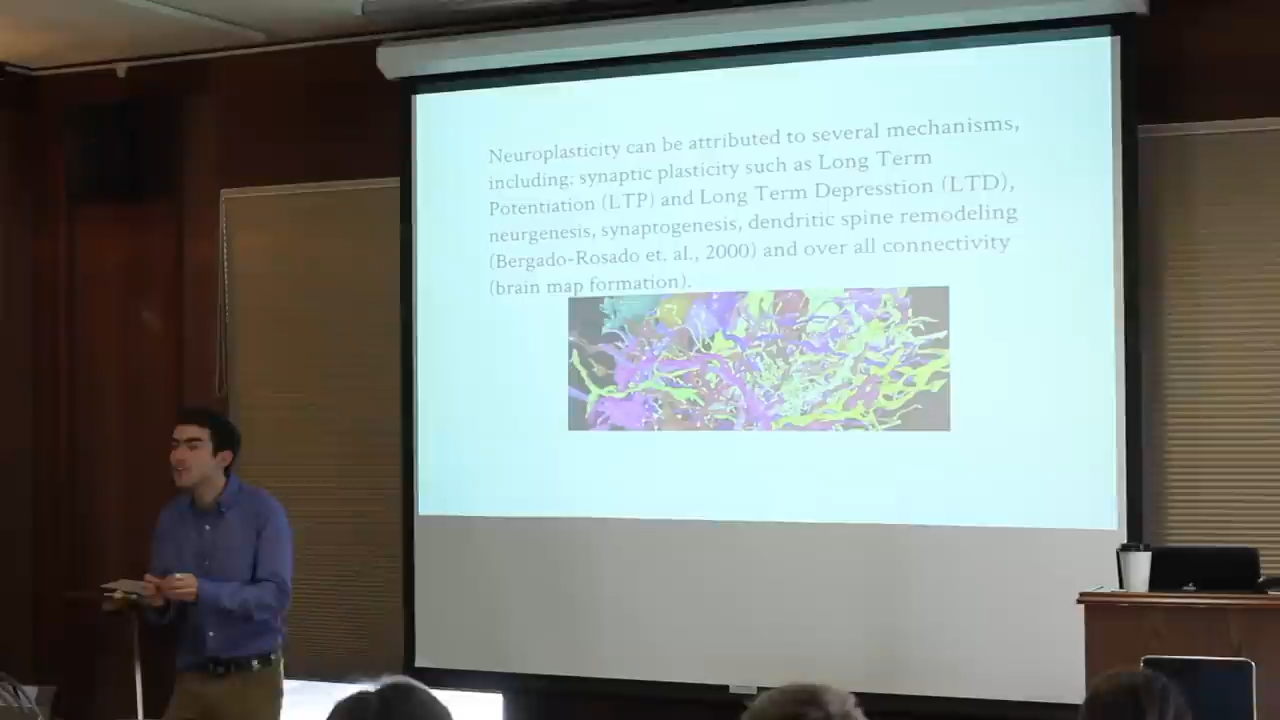 Neuroplasticity can be attributed to several mechanisms,
including: synaptic plasticity such as Long Term
Potentiation (LTP) and Long Term Depresstion (LTD),
neurgenesis, synaptogenesis, dendritic spine remodeling
(Bergado-Rosado et. al., 2000) and over all connectivity
(brain map formation).